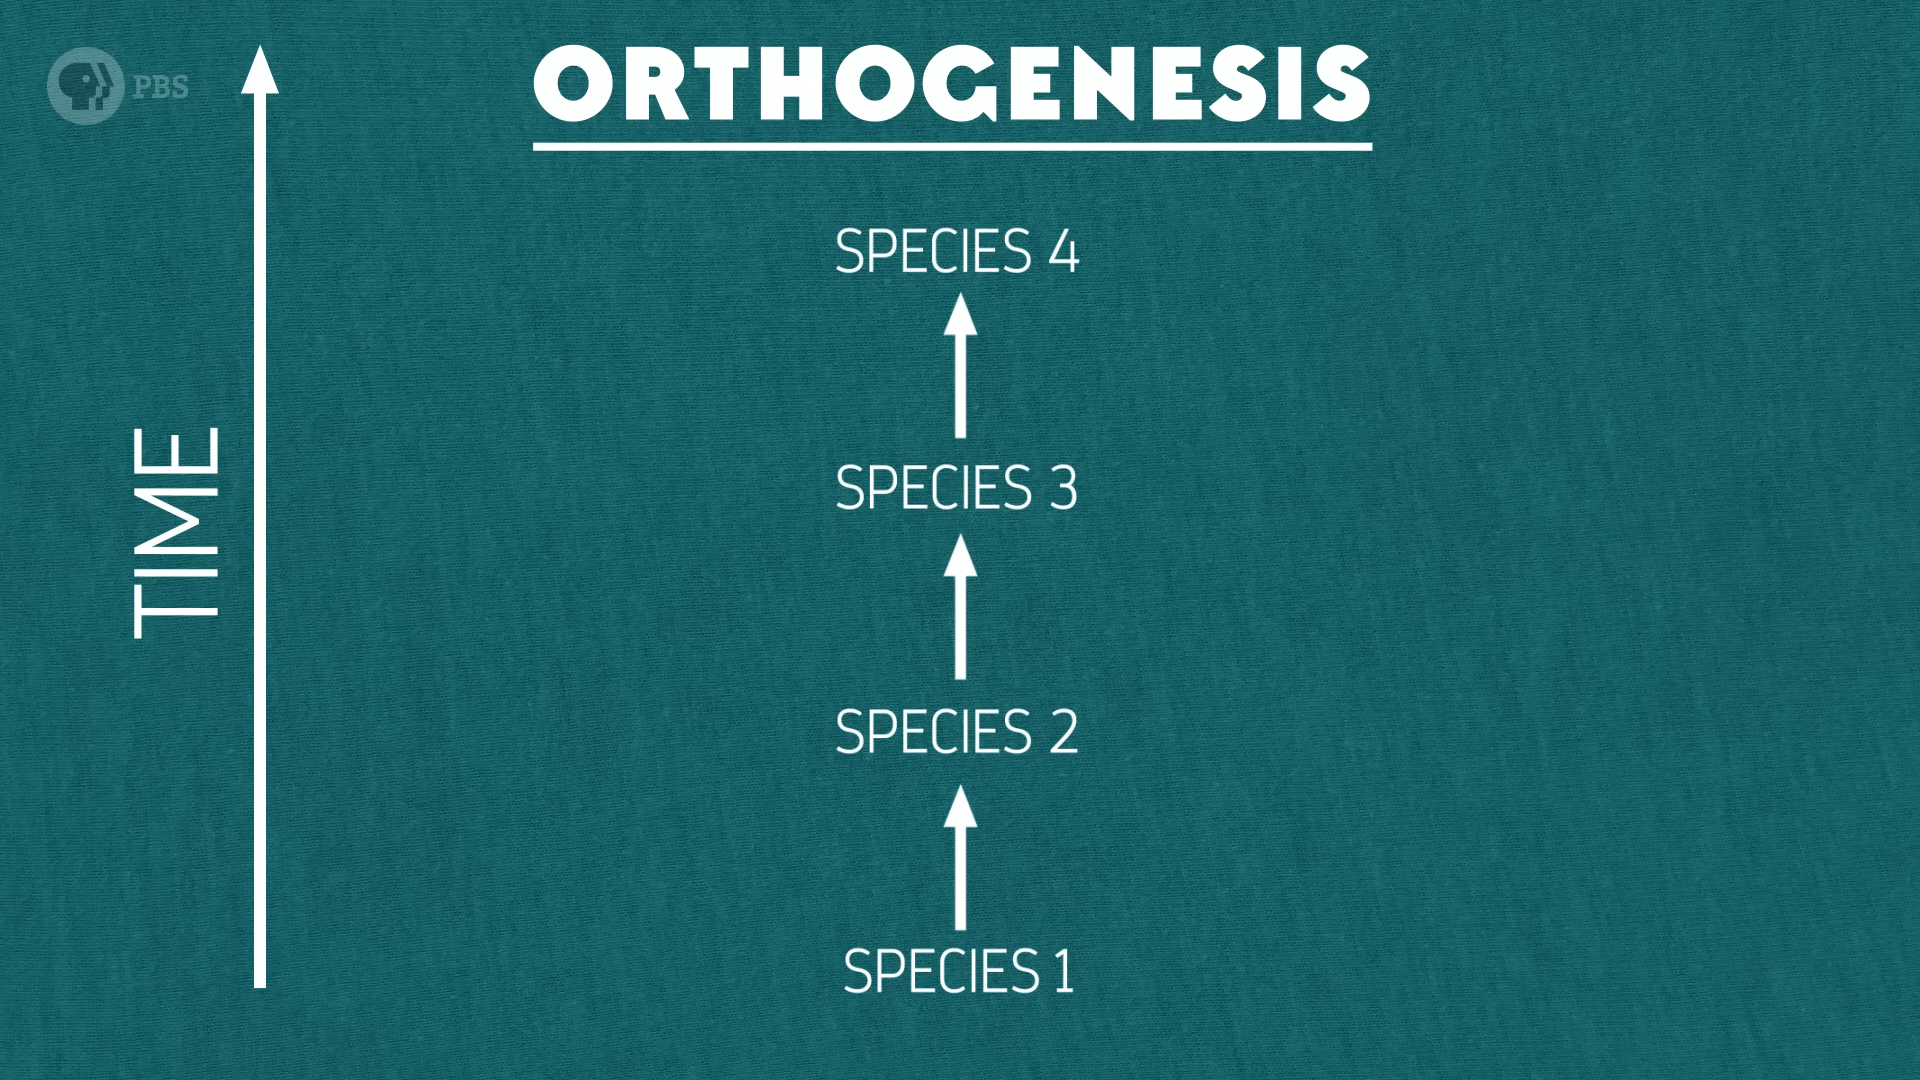 PBS
ORTHOGENESIS
TIME
SPECIES 4
SPECIES 3
SPECIES 2
SPECIES 1